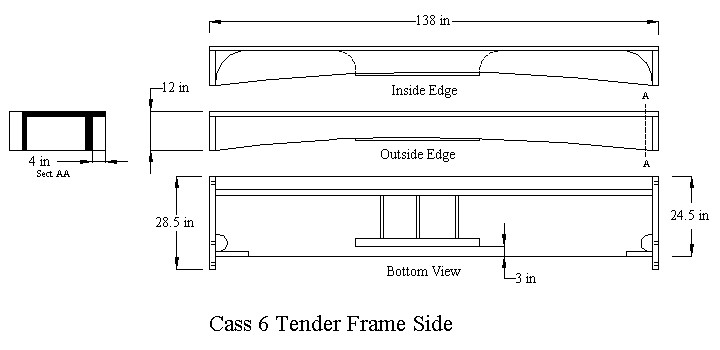 138 in
Inside Edge
A
12 in
Outside Edge
4 in
A
Sect. AA
28.5 in
24.5 in
Bottom View
3 in
Cass 6 Tender Frame Side